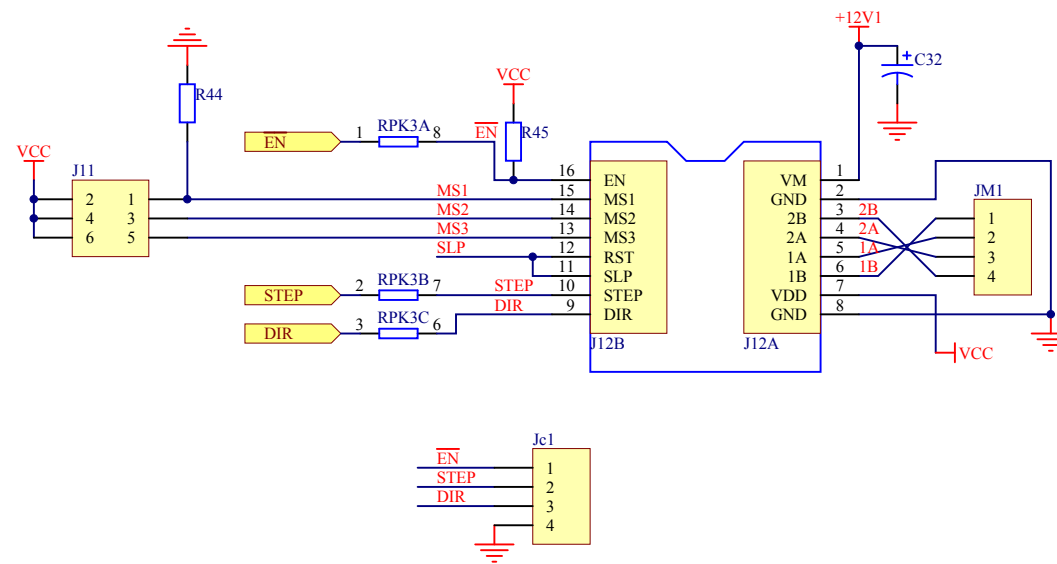 +12V1
C32
VCC
R44
VCC
RPK3A
1 8
EN
EN
R45
VCC
J11
2 1
4 3
6 5
MS1
MS2
MS3
SLP
16 EN
15 MS1
14 MS2
13 MS3
12 RST
11 SLP
10 STEP
9 DIR
J12B
VM 1
GND 2
2B 3
2A 4
1A 5
1B 6
VDD 7
GND 8
J12A
2B
2A
1A
1B
JM1
1
2
3
4
STEP
2 RPK3B 7
STEP
DIR
3 RPK3C 6
DIR
Jc1
EN 1
STEP 2
DIR 3
4